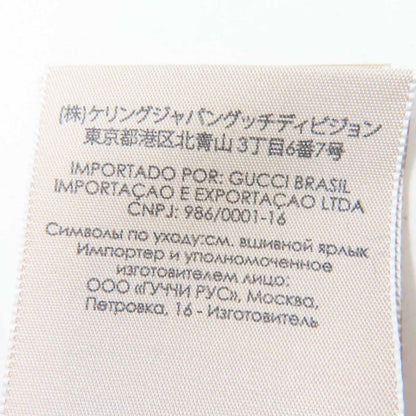 (株)ケリングジャパングッチディビジョン
東京都港区北青山3丁目6番7号
IMPORTADO POR: GUCCI BRASIL
IMPORTAÇAO E EXPORTAÇAO LTDA
CNPJ: 986/0001-16
Символы по уходу:см. вшивной ярлык
Импортер и уполномоченное
изготовителем лицо:
ООО «ГУЧЧИ РУС», Москва,
Петровка, 16 - Изготовитель